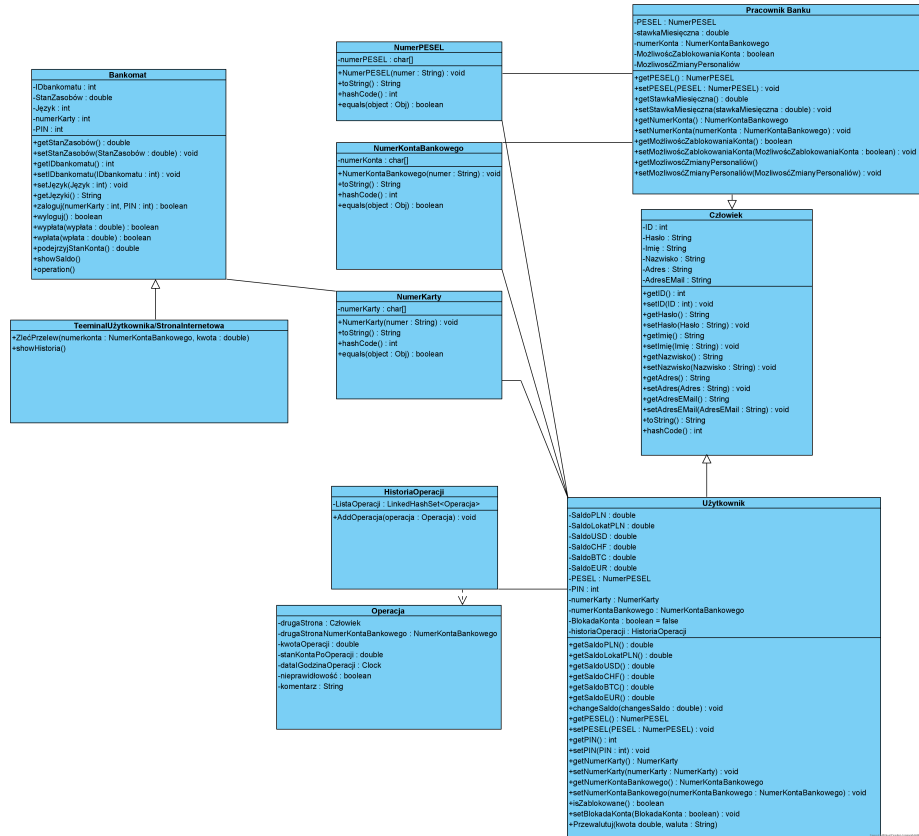 Pracownik Banku
-PESEL : NumerPESEL
-stawkaMiesięczna : double
-numerKonta : NumerKontaBankowego
-MożliwośćZablokowaniaKonta : boolean
-MozliwośćZmianyPersonaliów
+getPESEL() : NumerPESEL
+setPESEL(PESEL : NumerPESEL) : void
+getStawkaMiesięczna() : double
+setStawkaMiesięczna(stawkaMiesięczna : double) : void
+getNumerKonta() : NumerKontaBankowego
+setNumerKonta(numerKonta : NumerKontaBankowego) : void
+getMożliwośćZablokowaniaKonta() : boolean
+setMożliwośćZablokowaniaKonta(MożliwośćZablokowaniaKonta : boolean) : void
+getMozliwośćZmianyPersonaliów()
+setMozliwośćZmianyPersonaliów(MozliwośćZmianyPersonaliów) : void
NumerPESEL
-numerPESEL : char[]
+NumerPESEL(numer : String) : void
+toString() : String
+hashCode() : int
+equals(object : Obj) : boolean
Bankomat
-IDbankomatu : int
-StanZasobów : double
-Język : int
-numerKarty : int
-PIN : int
+getStanZasobów() : double
+setStanZasobów(StanZasobów : double) : void
+getIDbankomatu() : int
+setIDbankomatu(IDbankomatu : int) : void
+setJęzyk(Język : int) : void
+getJęzyki() : String
+zaloguj(numerKarty : int, PIN : int) : boolean
+wyloguj() : boolean
+wypłata(wypłata : double) : boolean
+wpłata(wpłata : double) : boolean
+podejrzyjStanKonta() : double
+showSaldo()
+operation()
NumerKontaBankowego
-numerKonta : char[]
+NumerKontaBankowego(numer : String) : void
+toString() : String
+hashCode() : int
+equals(object : Obj) : boolean
Człowiek
-ID : int
-Hasło : String
-Imię : String
-Nazwisko : String
-Adres : String
-AdresEMail : String
+getID() : int
+setID(ID : int) : void
+getHasło() : String
+setHasło(Hasło : String) : void
+getImię() : String
+setImię(Imię : String) : void
+getNazwisko() : String
+setNazwisko(Nazwisko : String) : void
+getAdres() : String
+setAdres(Adres : String) : void
+getAdresEMail() : String
+setAdresEMail(AdresEMail : String) : void
+toString() : String
+hashCode() : int
NumerKarty
-numerKarty : char[]
+NumerKarty(numer : String) : void
+toString() : String
+hashCode() : int
+equals(object : Obj) : boolean
TeeminalUżytkownika/StronaInternetowa
+ZlećPrzelew(numerkonta : NumerKontaBankowego, kwota : double)
+showHistoria()
HistoriaOperacji
-ListaOperacji : LinkedHashSet<Operacja>
+AddOperacja(operacja : Operacja) : void
Operacja
-drugaStrona : Człowiek
-drugaStronaNumerKontaBankowego : NumerKontaBankowego
-kwotaOperacji : double
-stanKontaPoOperacji : double
-dataIGodzinaOperacji : Clock
-nieprawidłowość : boolean
-komentarz : String
Użytkownik
-SaldoPLN : double
-SaldoLokatPLN : double
-SaldoUSD : double
-SaldoCHF : double
-SaldoBTC : double
-SaldoEUR : double
-PESEL : NumerPESEL
-PIN : int
-numerKarty : NumerKarty
-numerKontaBankowego : NumerKontaBankowego
-BlokadaKonta : boolean = false
-historiaOperacji : HistoriaOperacji
+getSaldoPLN() : double
+getSaldoLokatPLN() : double
+getSaldoUSD() : double
+getSaldoCHF() : double
+getSaldoBTC() : double
+getSaldoEUR() : double
+changeSaldo(changesSaldo : double) : void
+getPESEL() : NumerPESEL
+setPESEL(PESEL : NumerPESEL) : void
+getPIN() : int
+setPIN(PIN : int) : void
+getNumerKarty() : NumerKarty
+setNumerKarty(numerKarty : NumerKarty) : void
+getNumerKontaBankowego() : NumerKontaBankowego
+setNumerKontaBankowego(numerKontaBankowego : NumerKontaBankowego) : void
+isZablokowane() : boolean
+setBlokadaKonta(BlokadaKonta : boolean) : void
+Przewalutuj(kwota double, waluta : String)